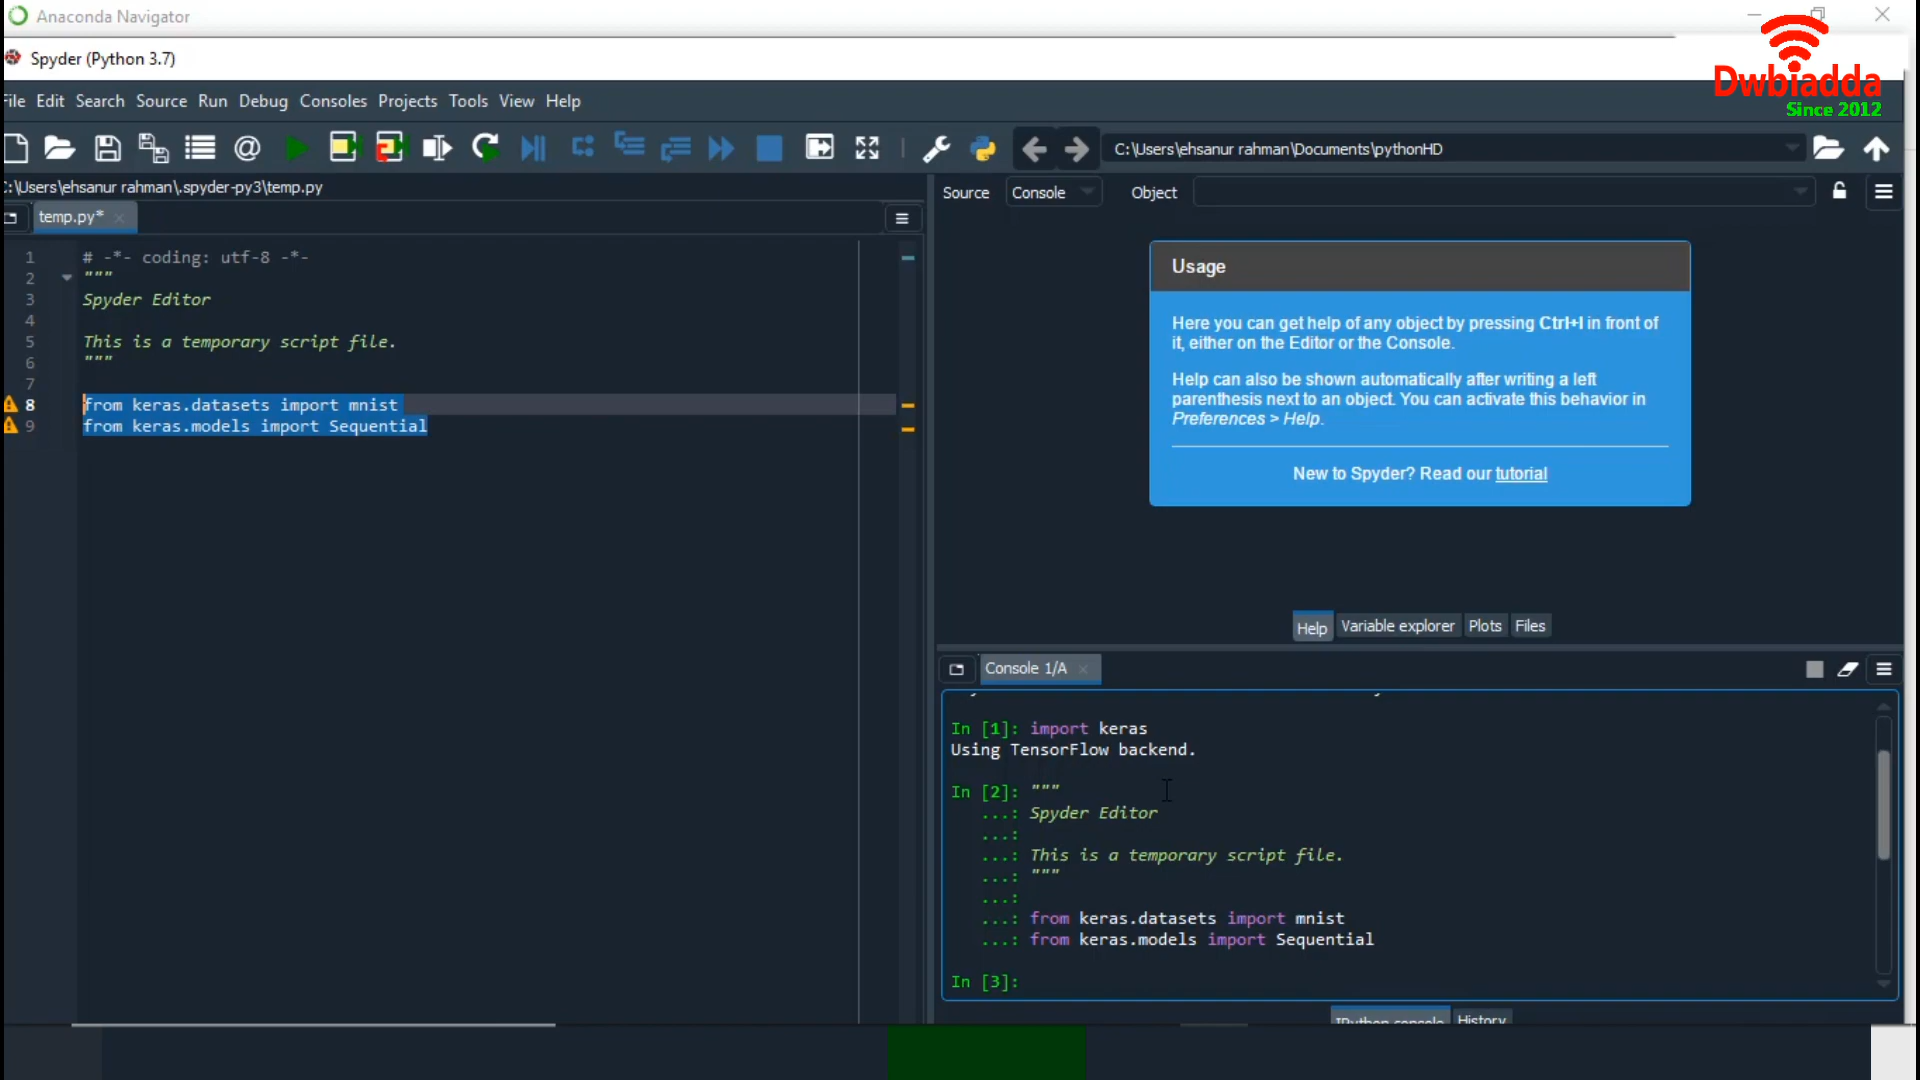 Anaconda Navigator
Dwbiadda
Since 2012
Spyder (Python 3.7)
File Edit Search Source Run Debug Consoles Projects Tools View Help
C:\Users\ehsanur rahman\Documents\pythonHD
:\Users\ehsanur rahman\.spyder-py3\temp.py
temp.py*
Source Console Object
1 # -*- coding: utf-8 -*-
2 """
3 Spyder Editor
4
5 This is a temporary script file.
6 """
7
8 from keras.datasets import mnist
9 from keras.models import Sequential
Usage
Here you can get help of any object by pressing Ctrl+I in front of
it, either on the Editor or the Console.
Help can also be shown automatically after writing a left
parenthesis next to an object. You can activate this behavior in
Preferences > Help.
New to Spyder? Read our tutorial
Help Variable explorer Plots Files
Console 1/A
In [1]: import keras
Using TensorFlow backend.
In [2]: """
...: Spyder Editor
...:
...: This is a temporary script file.
...: """
...:
...: from keras.datasets import mnist
...: from keras.models import Sequential
In [3]:
IPython console History